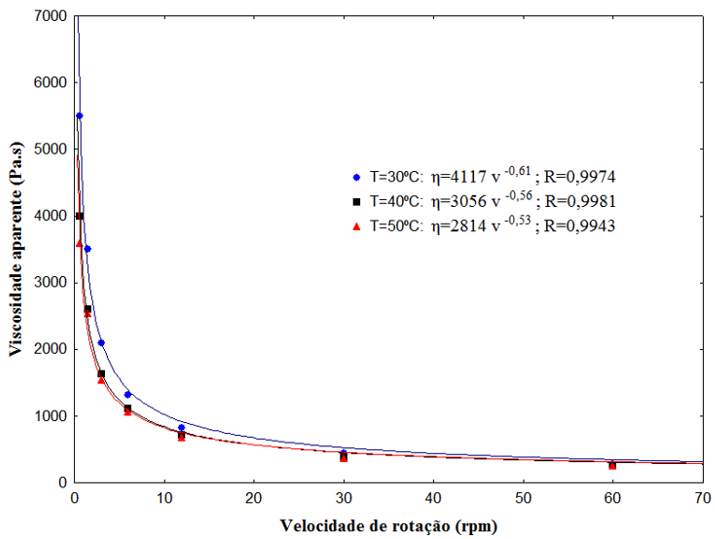 7000
6000
5000
4000
3000
2000
1000
0
Viscosidade aparente (Pa.s)
T=30ºC: η=4117 v -0,61 ; R=0,9974
T=40ºC: η=3056 v -0,56 ; R=0,9981
T=50ºC: η=2814 v -0,53 ; R=0,9943
0 10 20 30 40 50 60 70
Velocidade de rotação (rpm)